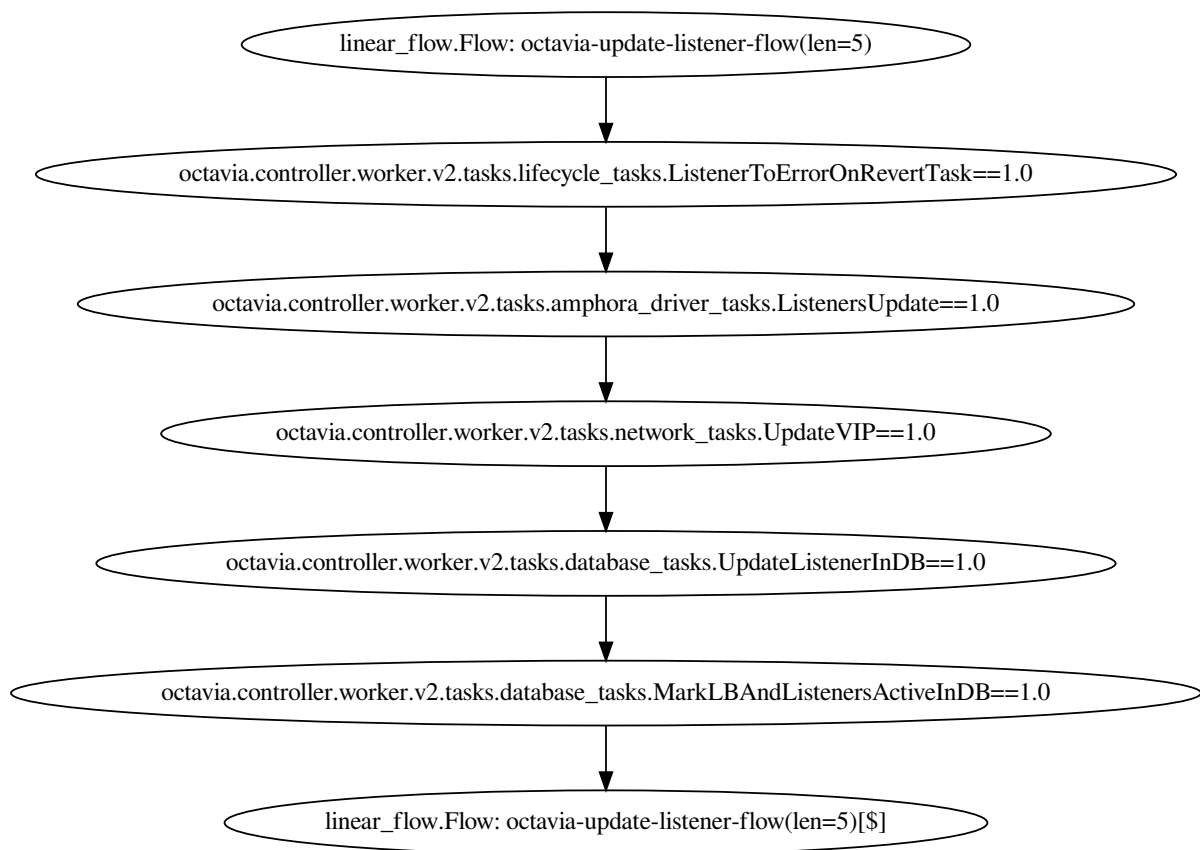 linear_flow.Flow: octavia-update-listener-flow(len=5)
octavia.controller.worker.v2.tasks.lifecycle_tasks.ListenerToErrorOnRevertTask==1.0
octavia.controller.worker.v2.tasks.amphora_driver_tasks.ListenersUpdate==1.0
octavia.controller.worker.v2.tasks.network_tasks.UpdateVIP==1.0
octavia.controller.worker.v2.tasks.database_tasks.UpdateListenerInDB==1.0
octavia.controller.worker.v2.tasks.database_tasks.MarkLBAndListenersActiveInDB==1.0
linear_flow.Flow: octavia-update-listener-flow(len=5)[$]